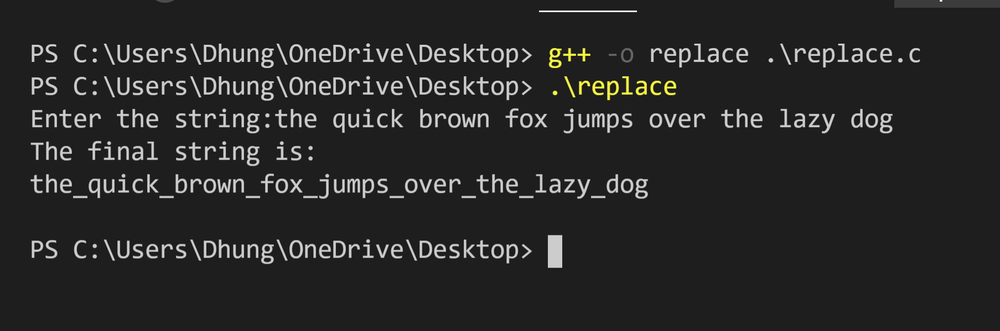 PS C:\Users\Dhung\OneDrive\Desktop> g++ -o replace .\replace.c
PS C:\Users\Dhung\OneDrive\Desktop> .\replace
Enter the string:the quick brown fox jumps over the lazy dog
The final string is:
the_quick_brown_fox_jumps_over_the_lazy_dog
PS C:\Users\Dhung\OneDrive\Desktop>